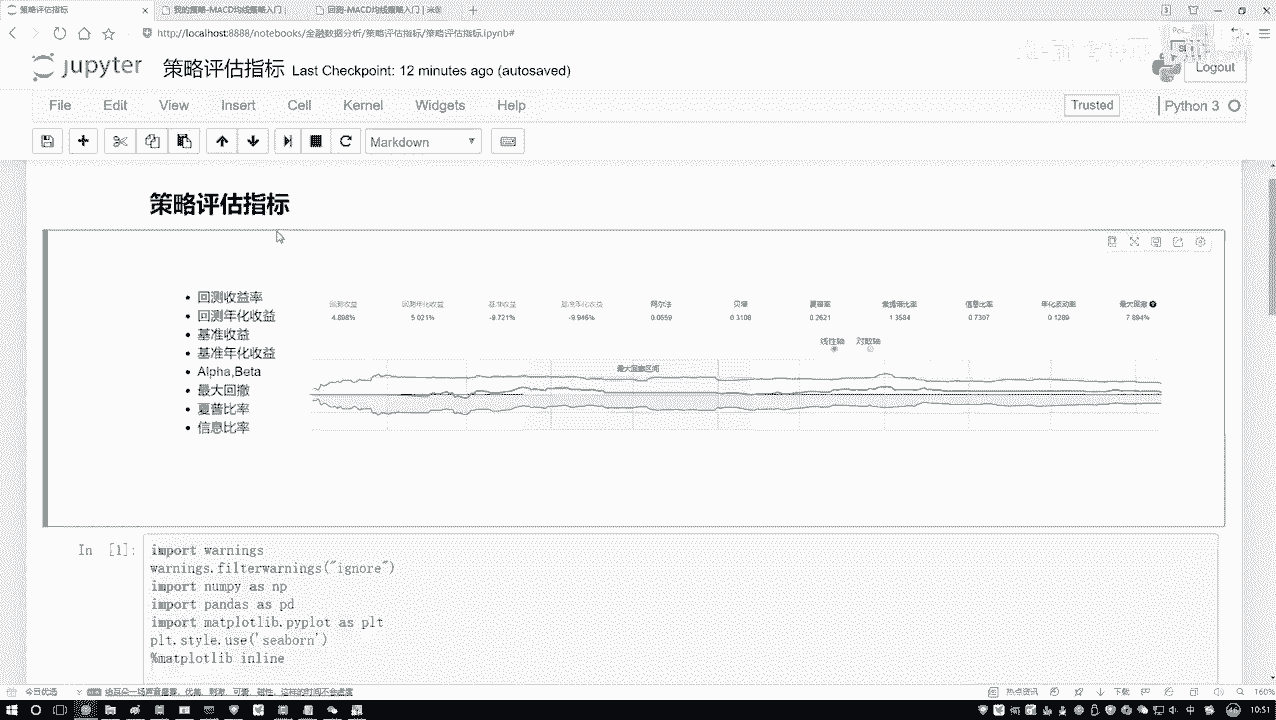 策略评估指标
我的策略-MACD均线策略入门 |
回测-MACD均线策略入门 | 米筐
http://localhost:8888/notebooks/金融数据分析/策略评估指标/策略评估指标.ipynb#
jupyter 策略评估指标 Last Checkpoint: 12 minutes ago (autosaved)
Logout
File Edit View Insert Cell Kernel Widgets Help
Trusted
Python 3
Markdown
策略评估指标
回测收益率
回测年化收益
基准收益
基准年化收益
Alpha,Beta
最大回撤
夏普比率
信息比率
回测收益 回测年化收益 基准收益 基准年化收益 阿尔法 贝塔 夏普率 索提诺比率 信息比率 年化波动率 最大回撤
4.898% 5.021% -9.721% -9.946% 0.0559 0.3108 0.2621 1.3584 0.7397 0.1289 7.894%
线性轴 对数轴
最大回撤区间
In [1]:
import warnings
warnings.filterwarnings("ignore")
import numpy as np
import pandas as pd
import matplotlib.pyplot as plt
plt.style.use('seaborn')
%matplotlib inline
今日优选
热点资讯
下载
160%
中
10:51